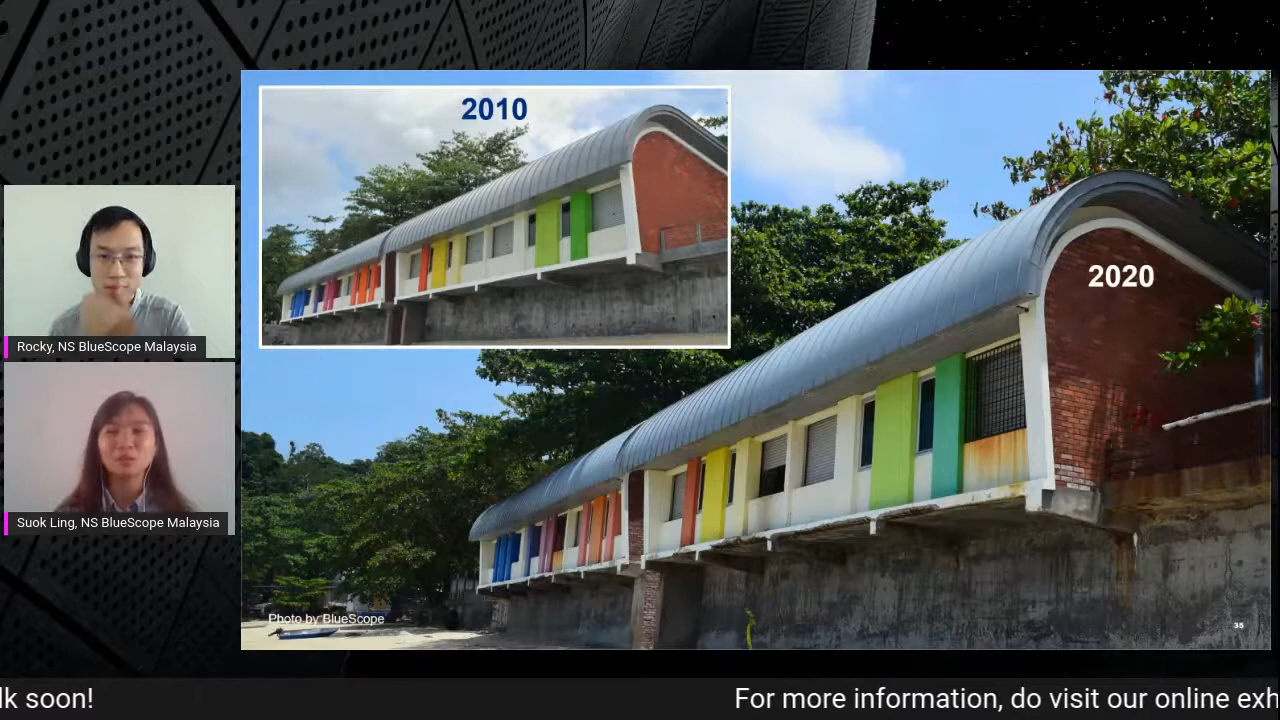 2010
2020
Rocky, NS BlueScope Malaysia
Suok Ling, NS BlueScope Malaysia
Photo by BlueScope
35
lk soon!
For more information, do visit our online exh